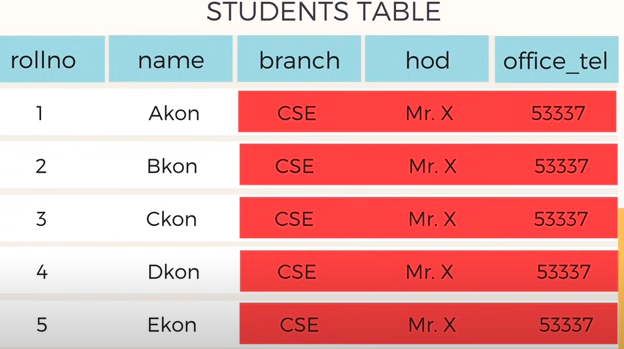 STUDENTS TABLE
rollno name branch hod office_tel
1 Akon CSE Mr. X 53337
2 Bkon CSE Mr. X 53337
3 Ckon CSE Mr. X 53337
4 Dkon CSE Mr. X 53337
5 Ekon CSE Mr. X 53337